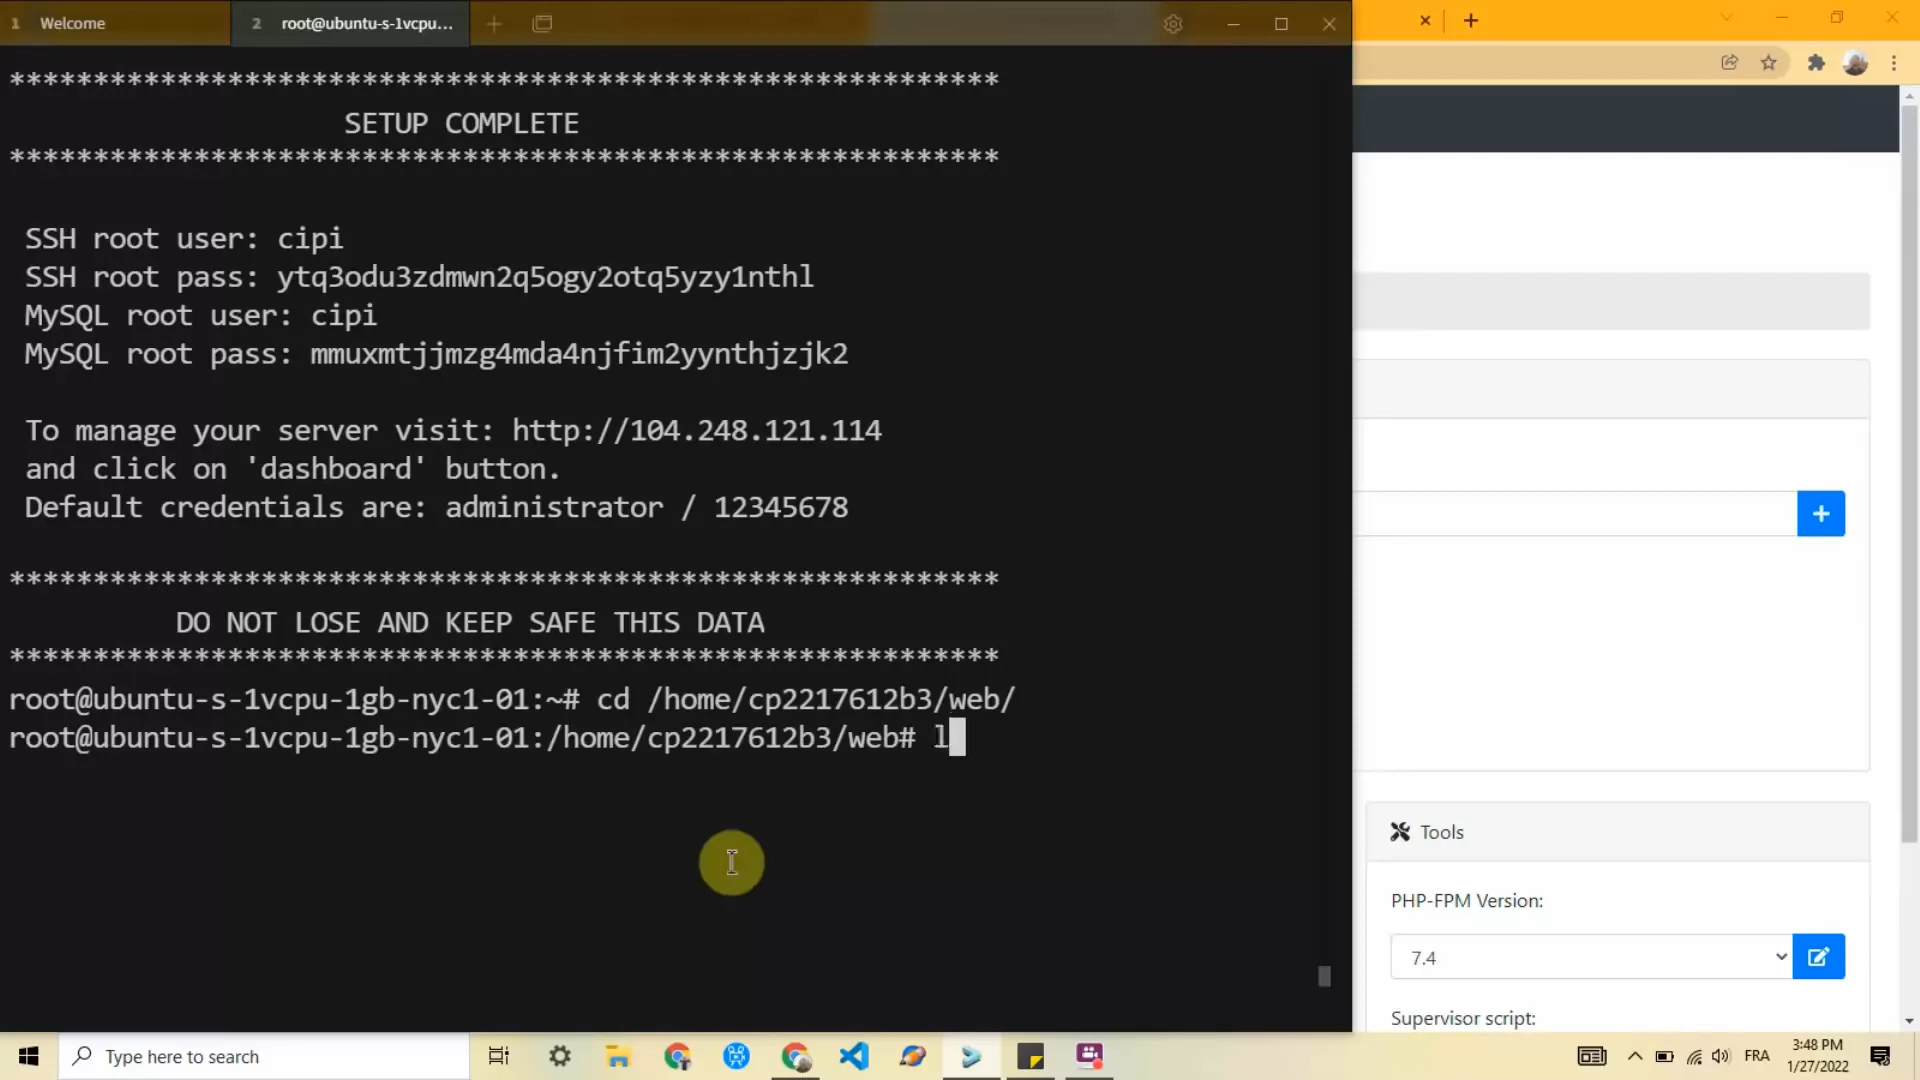 1 Welcome
2 root@ubuntu-s-1vcpu...
************************************************************
SETUP COMPLETE
************************************************************
SSH root user: cipi
SSH root pass: ytq3odu3zdmwn2q5ogy2otq5yzy1nthl
MySQL root user: cipi
MySQL root pass: mmuxmtjjmzg4mda4njfim2yynthjzjk2
To manage your server visit: http://104.248.121.114
and click on 'dashboard' button.
Default credentials are: administrator / 12345678
************************************************************
DO NOT LOSE AND KEEP SAFE THIS DATA
************************************************************
root@ubuntu-s-1vcpu-1gb-nyc1-01:~# cd /home/cp2217612b3/web/
root@ubuntu-s-1vcpu-1gb-nyc1-01:/home/cp2217612b3/web# l
Tools
PHP-FPM Version:
7.4
Supervisor script:
Type here to search
FRA
3:48 PM
1/27/2022